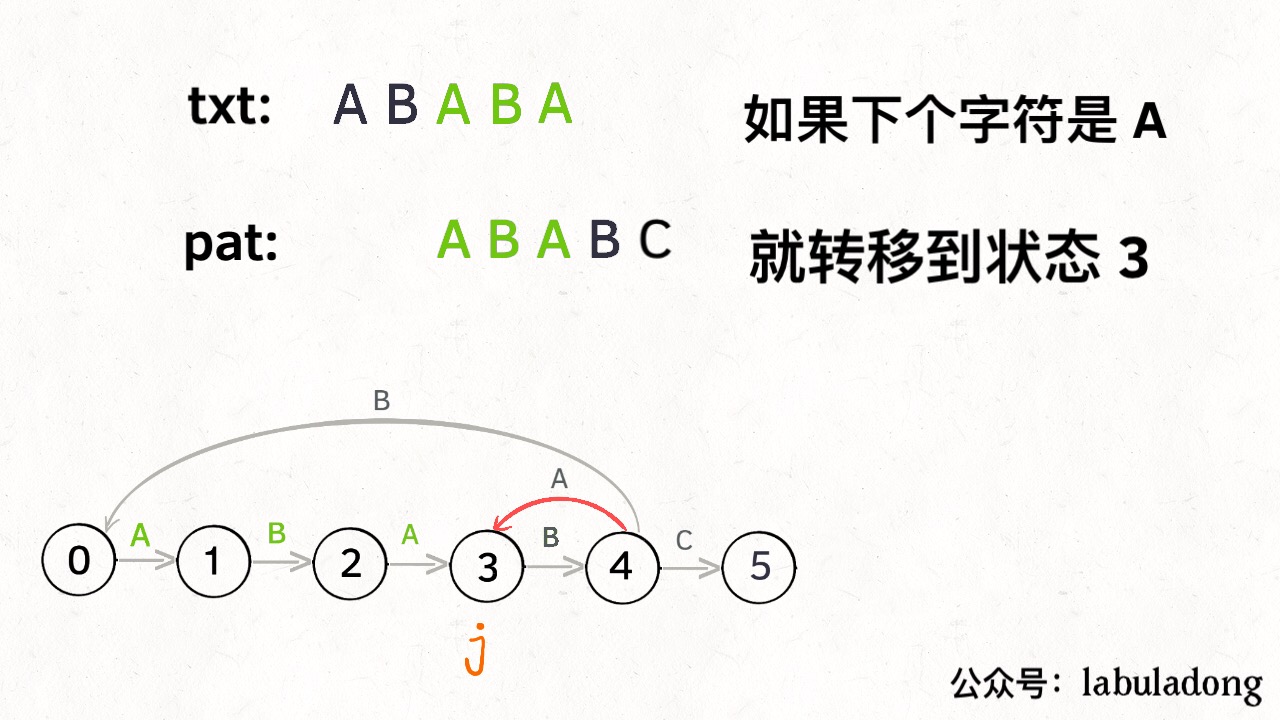 txt: A B A B A
如果下个字符是 A
pat: A B A B C
就转移到状态 3
B
A
A B A B C
0 1 2 3 4 5
j
公众号：labuladong